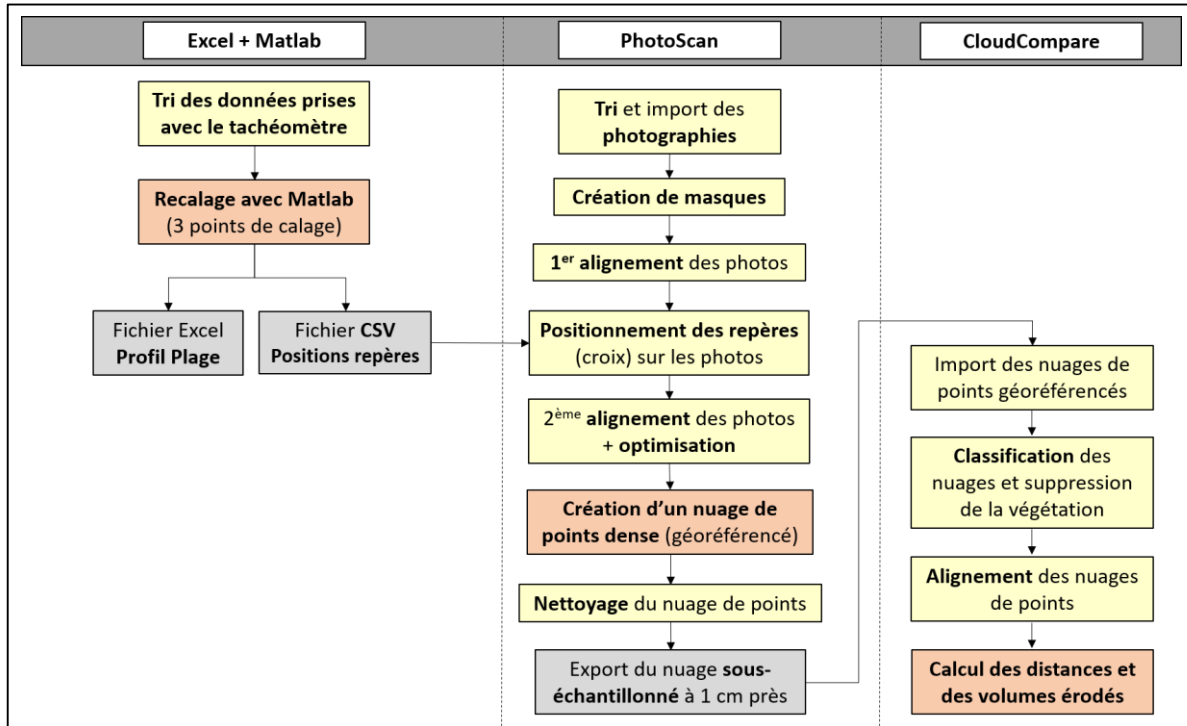 Excel + Matlab
PhotoScan
CloudCompare
Tri des données prises
avec le tachéomètre
Recalage avec Matlab
(3 points de calage)
Fichier Excel
Profil Plage
Fichier CSV
Positions repères
Tri et import des
photographies
Création de masques
1er alignement des photos
Positionnement des repères
(croix) sur les photos
2ème alignement des photos
+ optimisation
Création d’un nuage de
points dense (géoréférencé)
Nettoyage du nuage de points
Export du nuage sous-
échantillonné à 1 cm près
Import des nuages de
points géoréférencés
Classification des
nuages et suppression
de la végétation
Alignement des nuages
de points
Calcul des distances et
des volumes érodés